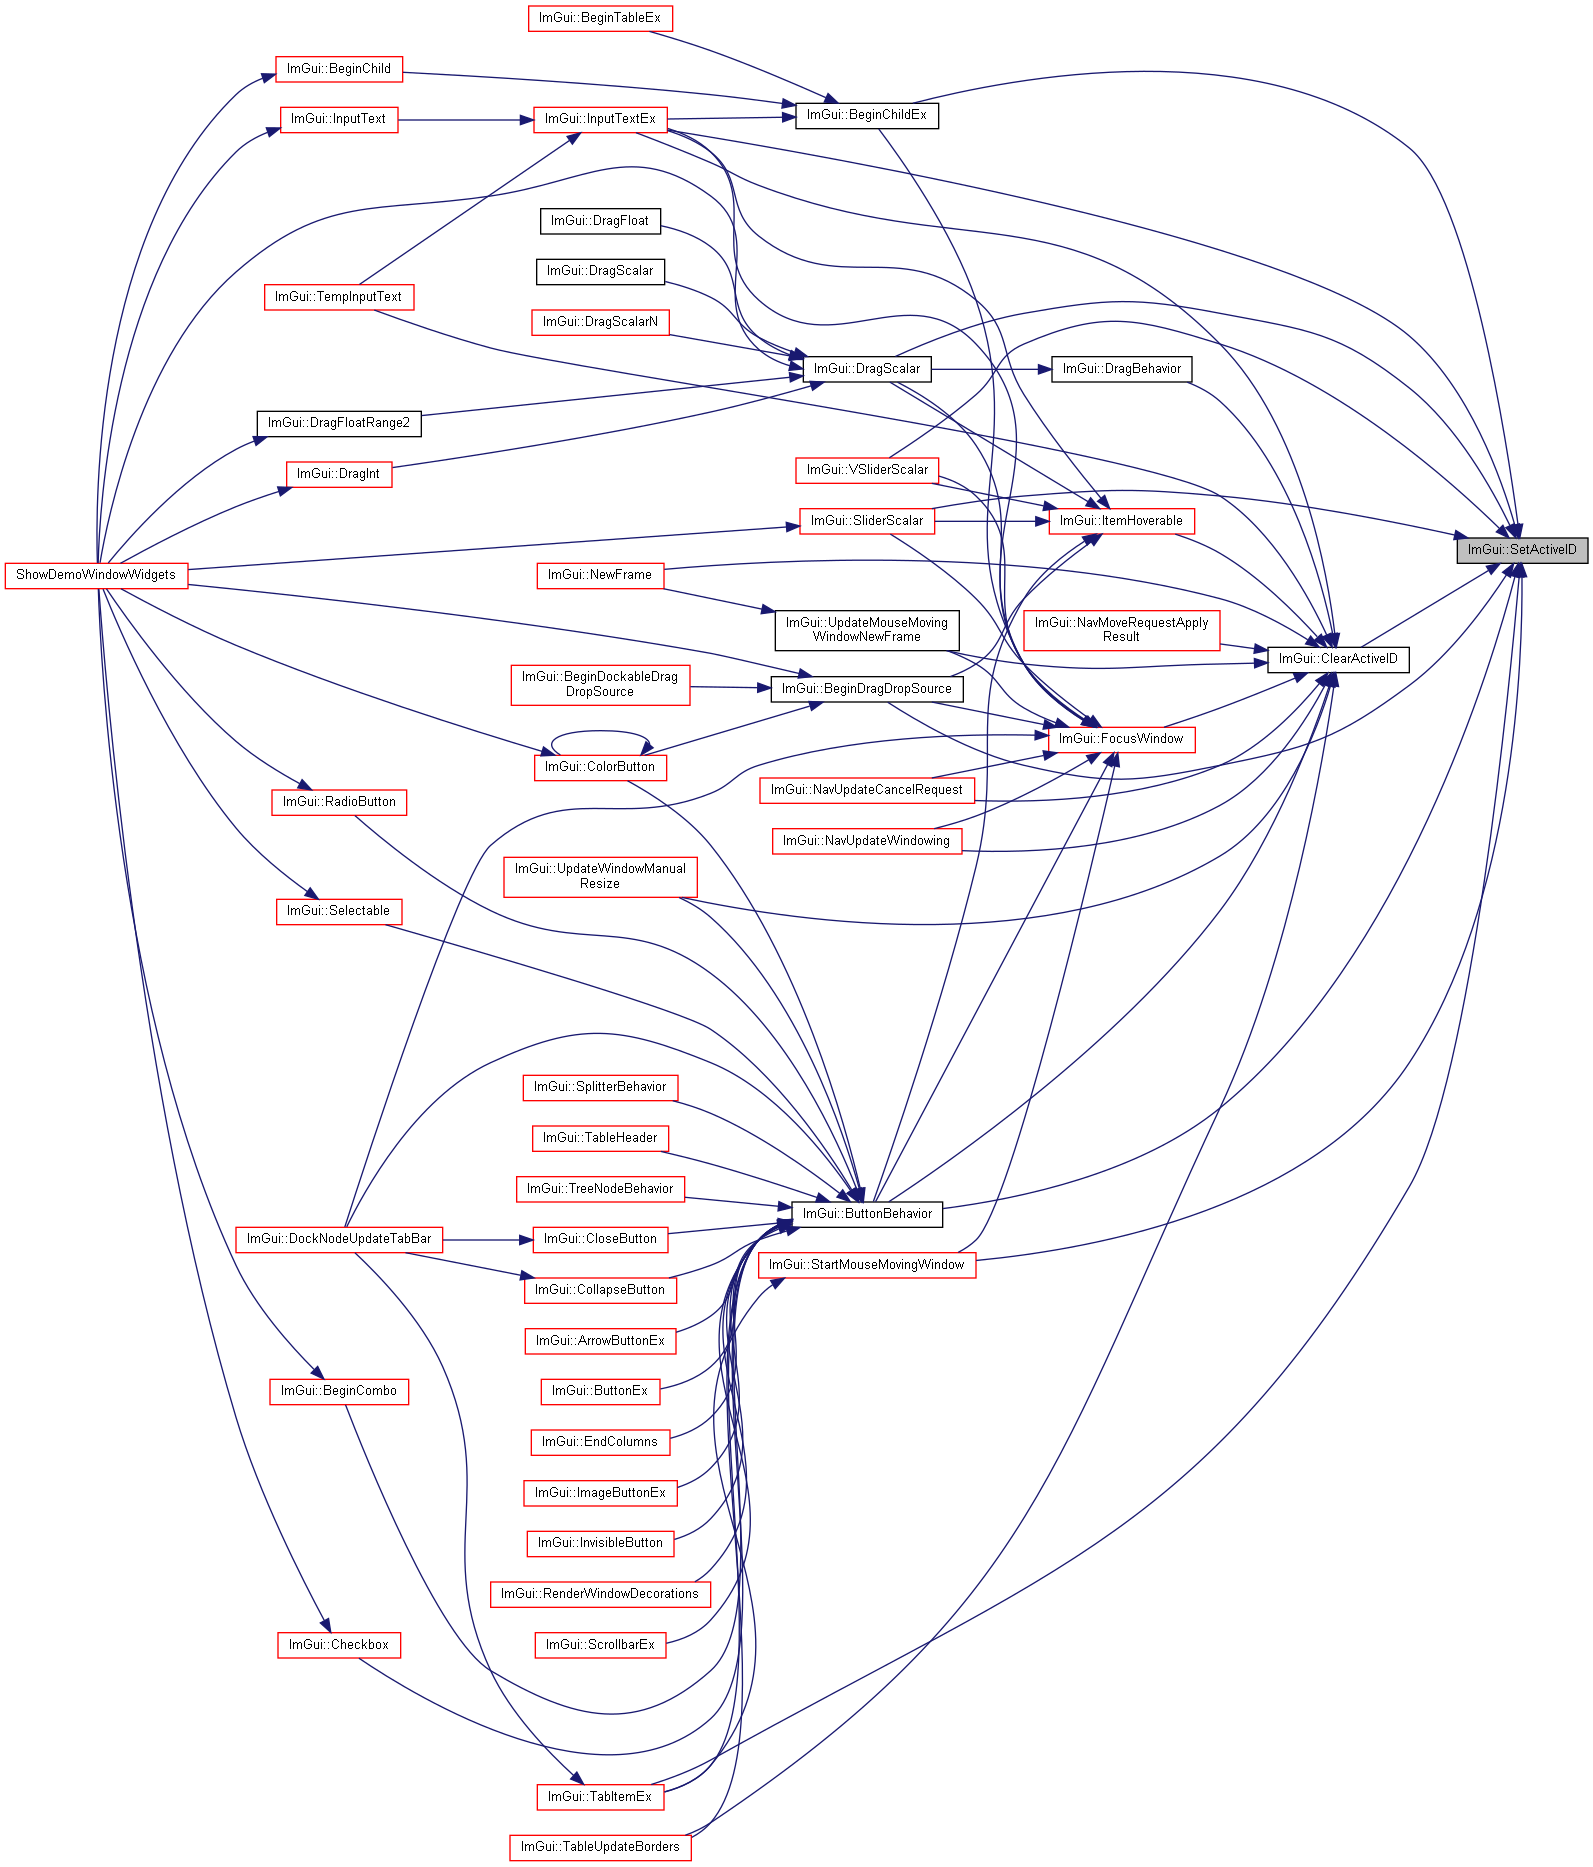 ImGui::BeginTableEx
ImGui::BeginChild
ImGui::BeginChildEx
ImGui::InputText
ImGui::InputTextEx
ImGui::DragFloat
ImGui::DragScalar
ImGui::TempInputText
ImGui::DragScalarN
ImGui::DragScalar
ImGui::DragBehavior
ImGui::DragFloatRange2
ImGui::DragInt
ImGui::VSliderScalar
ImGui::SliderScalar
ImGui::ItemHoverable
ImGui::SetActiveID
ShowDemoWindowWidgets
ImGui::NewFrame
ImGui::UpdateMouseMoving
WindowNewFrame
ImGui::NavMoveRequestApply
Result
ImGui::ClearActiveID
ImGui::BeginDockableDrag
DropSource
ImGui::BeginDragDropSource
ImGui::FocusWindow
ImGui::ColorButton
ImGui::NavUpdateCancelRequest
ImGui::RadioButton
ImGui::NavUpdateWindowing
ImGui::UpdateWindowManual
Resize
ImGui::Selectable
ImGui::SplitterBehavior
ImGui::TableHeader
ImGui::TreeNodeBehavior
ImGui::ButtonBehavior
ImGui::DockNodeUpdateTabBar
ImGui::CloseButton
ImGui::StartMouseMovingWindow
ImGui::CollapseButton
ImGui::ArrowButtonEx
ImGui::BeginCombo
ImGui::ButtonEx
ImGui::EndColumns
ImGui::ImageButtonEx
ImGui::InvisibleButton
ImGui::RenderWindowDecorations
ImGui::Checkbox
ImGui::ScrollbarEx
ImGui::TabItemEx
ImGui::TableUpdateBorders